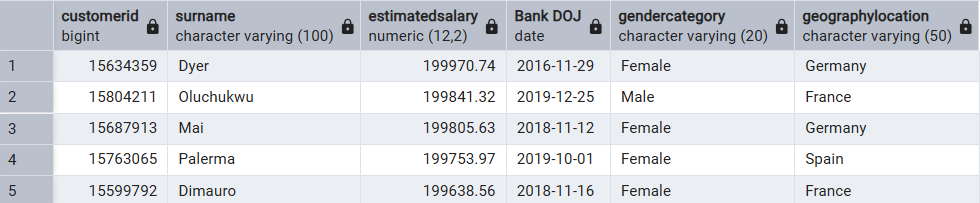 customerid surname estimatedsalary Bank DOJ gendercategory geographylocation
bigint character varying (100) numeric (12,2) date character varying (20) character varying (50)
1 15634359 Dyer 199970.74 2016-11-29 Female Germany
2 15804211 Oluchukwu 199841.32 2019-12-25 Male France
3 15687913 Mai 199805.63 2018-11-12 Female Germany
4 15763065 Palerma 199753.97 2019-10-01 Female Spain
5 15599792 Dimauro 199638.56 2018-11-16 Female France